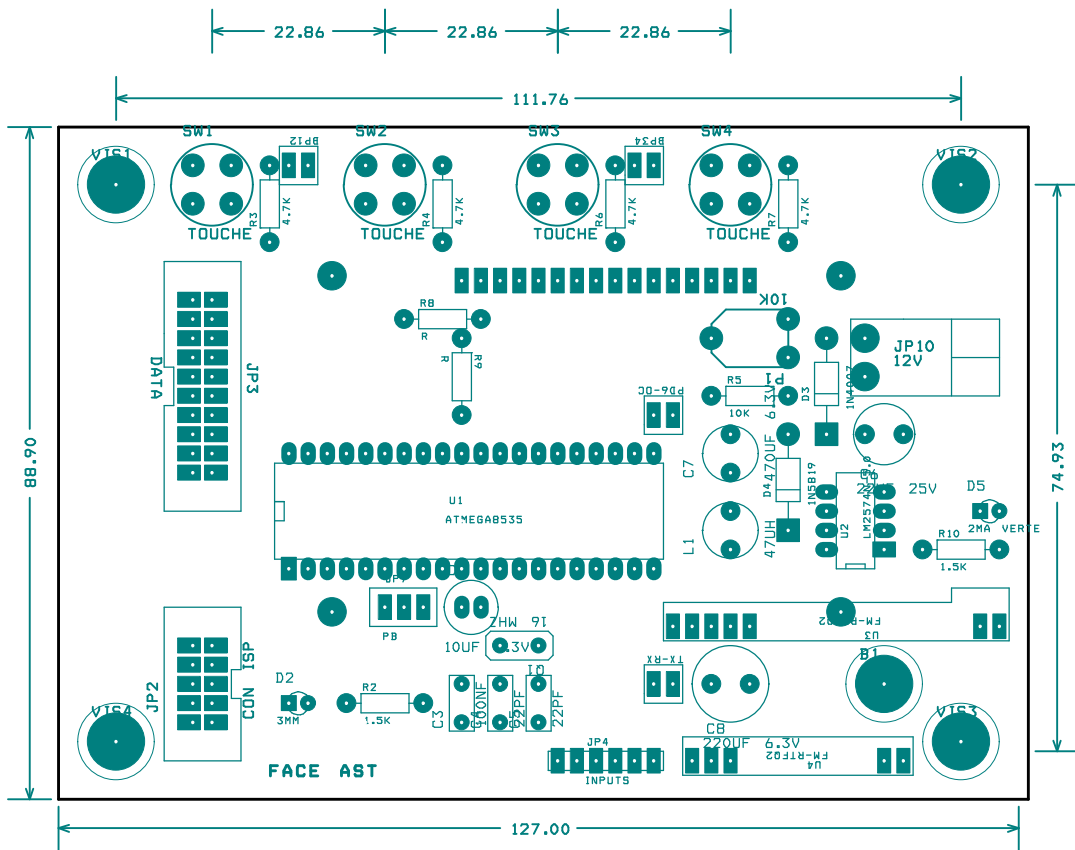 22.86 22.86 22.86
111.76
SW1 SW2 SW3 SW4
BP12 BP34
VIS1 VIS2
R3 4.7K R4 4.7K R6 4.7K R7 4.7K
TOUCHE TOUCHE TOUCHE TOUCHE
10K
R8
R
R
R9
JP10
12V
DATA
JP3
P1
R5
10K
PD6-OC
D3
1N4007
6.3V
470UF
C7
D4
1N5819
22UF 25V
U2
D5
2MA VERTE
R10
1.5K
88.90
74.93
U1
ATMEGA8535
L1
47UH
PB
10UF
16 MHZ
Q1
U3
TX-RX
B1
JP2
CON ISP
D2
3MM
R2
1.5K
C3
100NF
22PF
22PF
VIS4 VIS3
C8
220UF 6.3V
FM-RTFQ2
U4
JP4
INPUTS
FACE AST
127.00